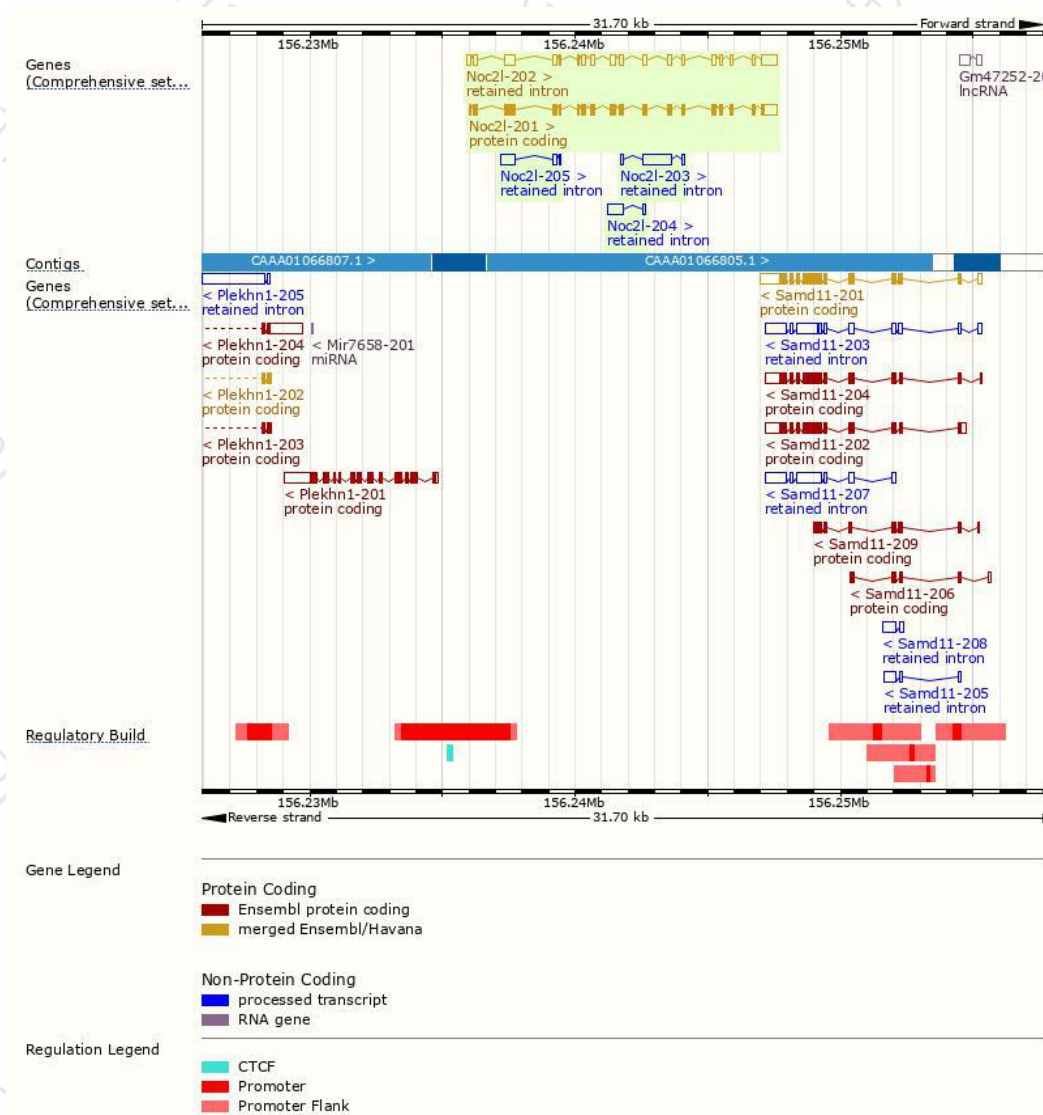 31.70 kb Forward strand
156.23Mb 156.24Mb 156.25Mb
Genes
(Comprehensive set...
Noc2l-202 >
retained intron
Gm47252-20
lncRNA
Noc2l-201 >
protein coding
Noc2l-205 > Noc2l-203 >
retained intron retained intron
Noc2l-204 >
retained intron
Contigs CAAA01066807.1 > CAAA01066805.1 >
Genes
(Comprehensive set...
< Plekhn1-205 < Samd11-201
retained intron protein coding
< Plekhn1-204 < Mir7658-201 < Samd11-203
protein coding miRNA retained intron
< Plekhn1-202 < Samd11-204
protein coding protein coding
< Plekhn1-203 < Samd11-202
protein coding protein coding
< Plekhn1-201 < Samd11-207
protein coding retained intron
< Samd11-209
protein coding
< Samd11-206
protein coding
< Samd11-208
retained intron
< Samd11-205
retained intron
Regulatory Build
156.23Mb 156.24Mb 156.25Mb
Reverse strand 31.70 kb
Gene Legend
Protein Coding
Ensembl protein coding
merged Ensembl/Havana
Non-Protein Coding
processed transcript
RNA gene
Regulation Legend
CTCF
Promoter
Promoter Flank